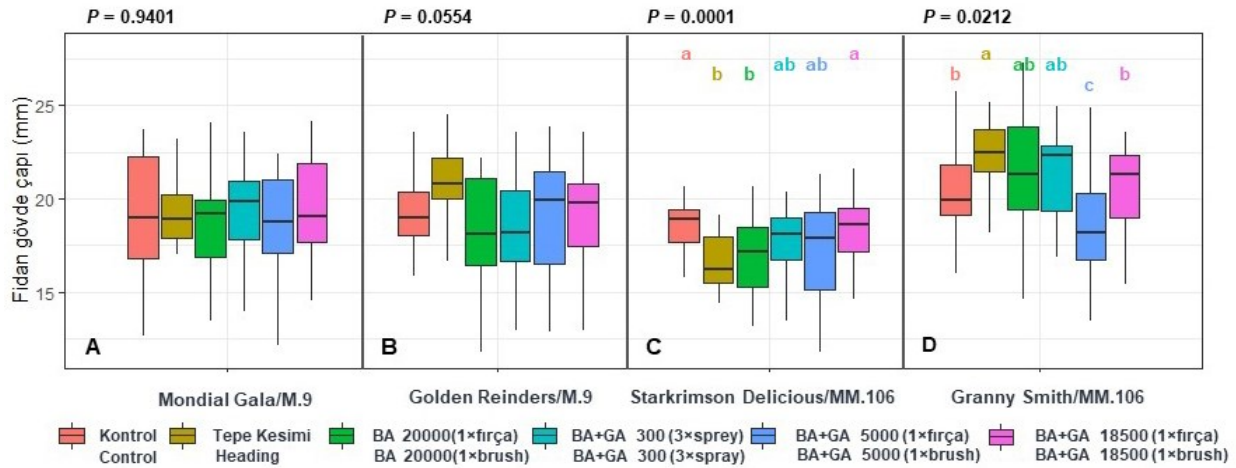 P = 0.9401 P = 0.0554 P = 0.0001 P = 0.0212
Fidan gövde çapı (mm)
25
20
15
a b b ab ab a
b a ab ab c b
A B C D
Mondial Gala/M.9 Golden Reinders/M.9 Starkrimson Delicious/MM.106 Granny Smith/MM.106
Kontrol Tepe Kesimi BA 20000(1×fırça) BA+GA 300 (3×sprey) BA+GA 5000 (1×fırça) BA+GA 18500 (1×fırça)
Control Heading BA 20000(1×brush) BA+GA 300 (3×spray) BA+GA 5000 (1×brush) BA+GA 18500 (1×brush)